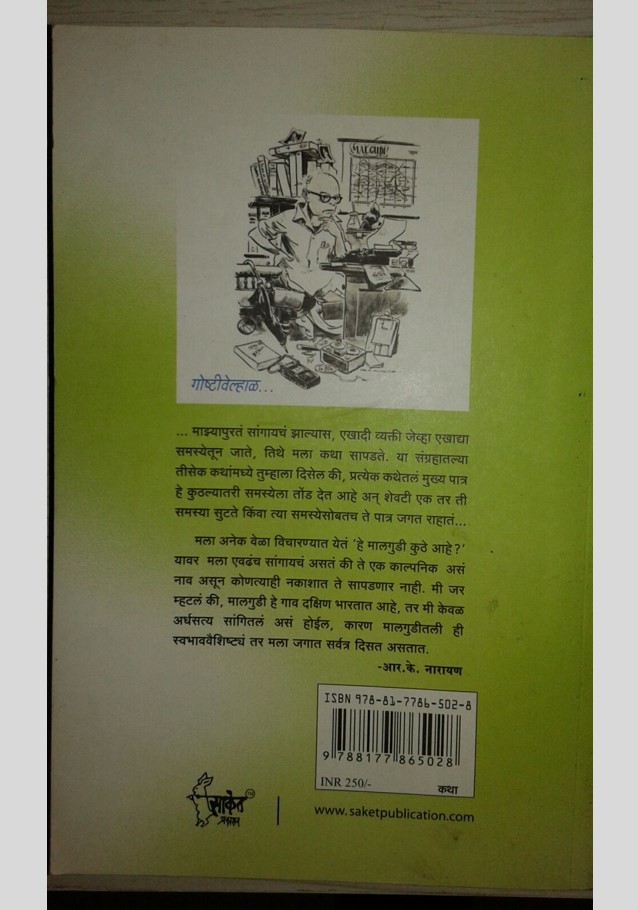 MALGUDI
गोष्टीवेल्हाळ...
... माझ्यापुरतं सांगायचं झाल्यास, एखादी व्यक्ती जेव्हा एखाद्या
समस्येतून जाते, तिथे मला कथा सापडते. या संग्रहातल्या
तीसेक कथांमध्ये तुम्हाला दिसेल की, प्रत्येक कथेतलं मुख्य पात्र
हे कुठल्यातरी समस्येला तोंड देत आहे अन् शेवटी एक तर ती
समस्या सुटते किंवा त्या समस्येसोबतच ते पात्र जगत राहातं...
मला अनेक वेळा विचारण्यात येतं ‘हे मालगुडी कुठे आहे?’
यावर मला एवढंच सांगायचं असतं की ते एक काल्पनिक असं
नाव असून कोणत्याही नकाशात ते सापडणार नाही. मी जर
म्हटलं की, मालगुडी हे गाव दक्षिण भारतात आहे, तर मी केवळ
अर्धसत्य सांगितलं असं होईल, कारण मालगुडीतली ही
स्वभाववैशिष्ट्यं तर मला जगात सर्वत्र दिसत असतात.
-आर.के. नारायण
ISBN 978-81-7786-502-8
9 788177 865028
INR 250/- कथा
साकेत TM
प्रकाशन
www.saketpublication.com